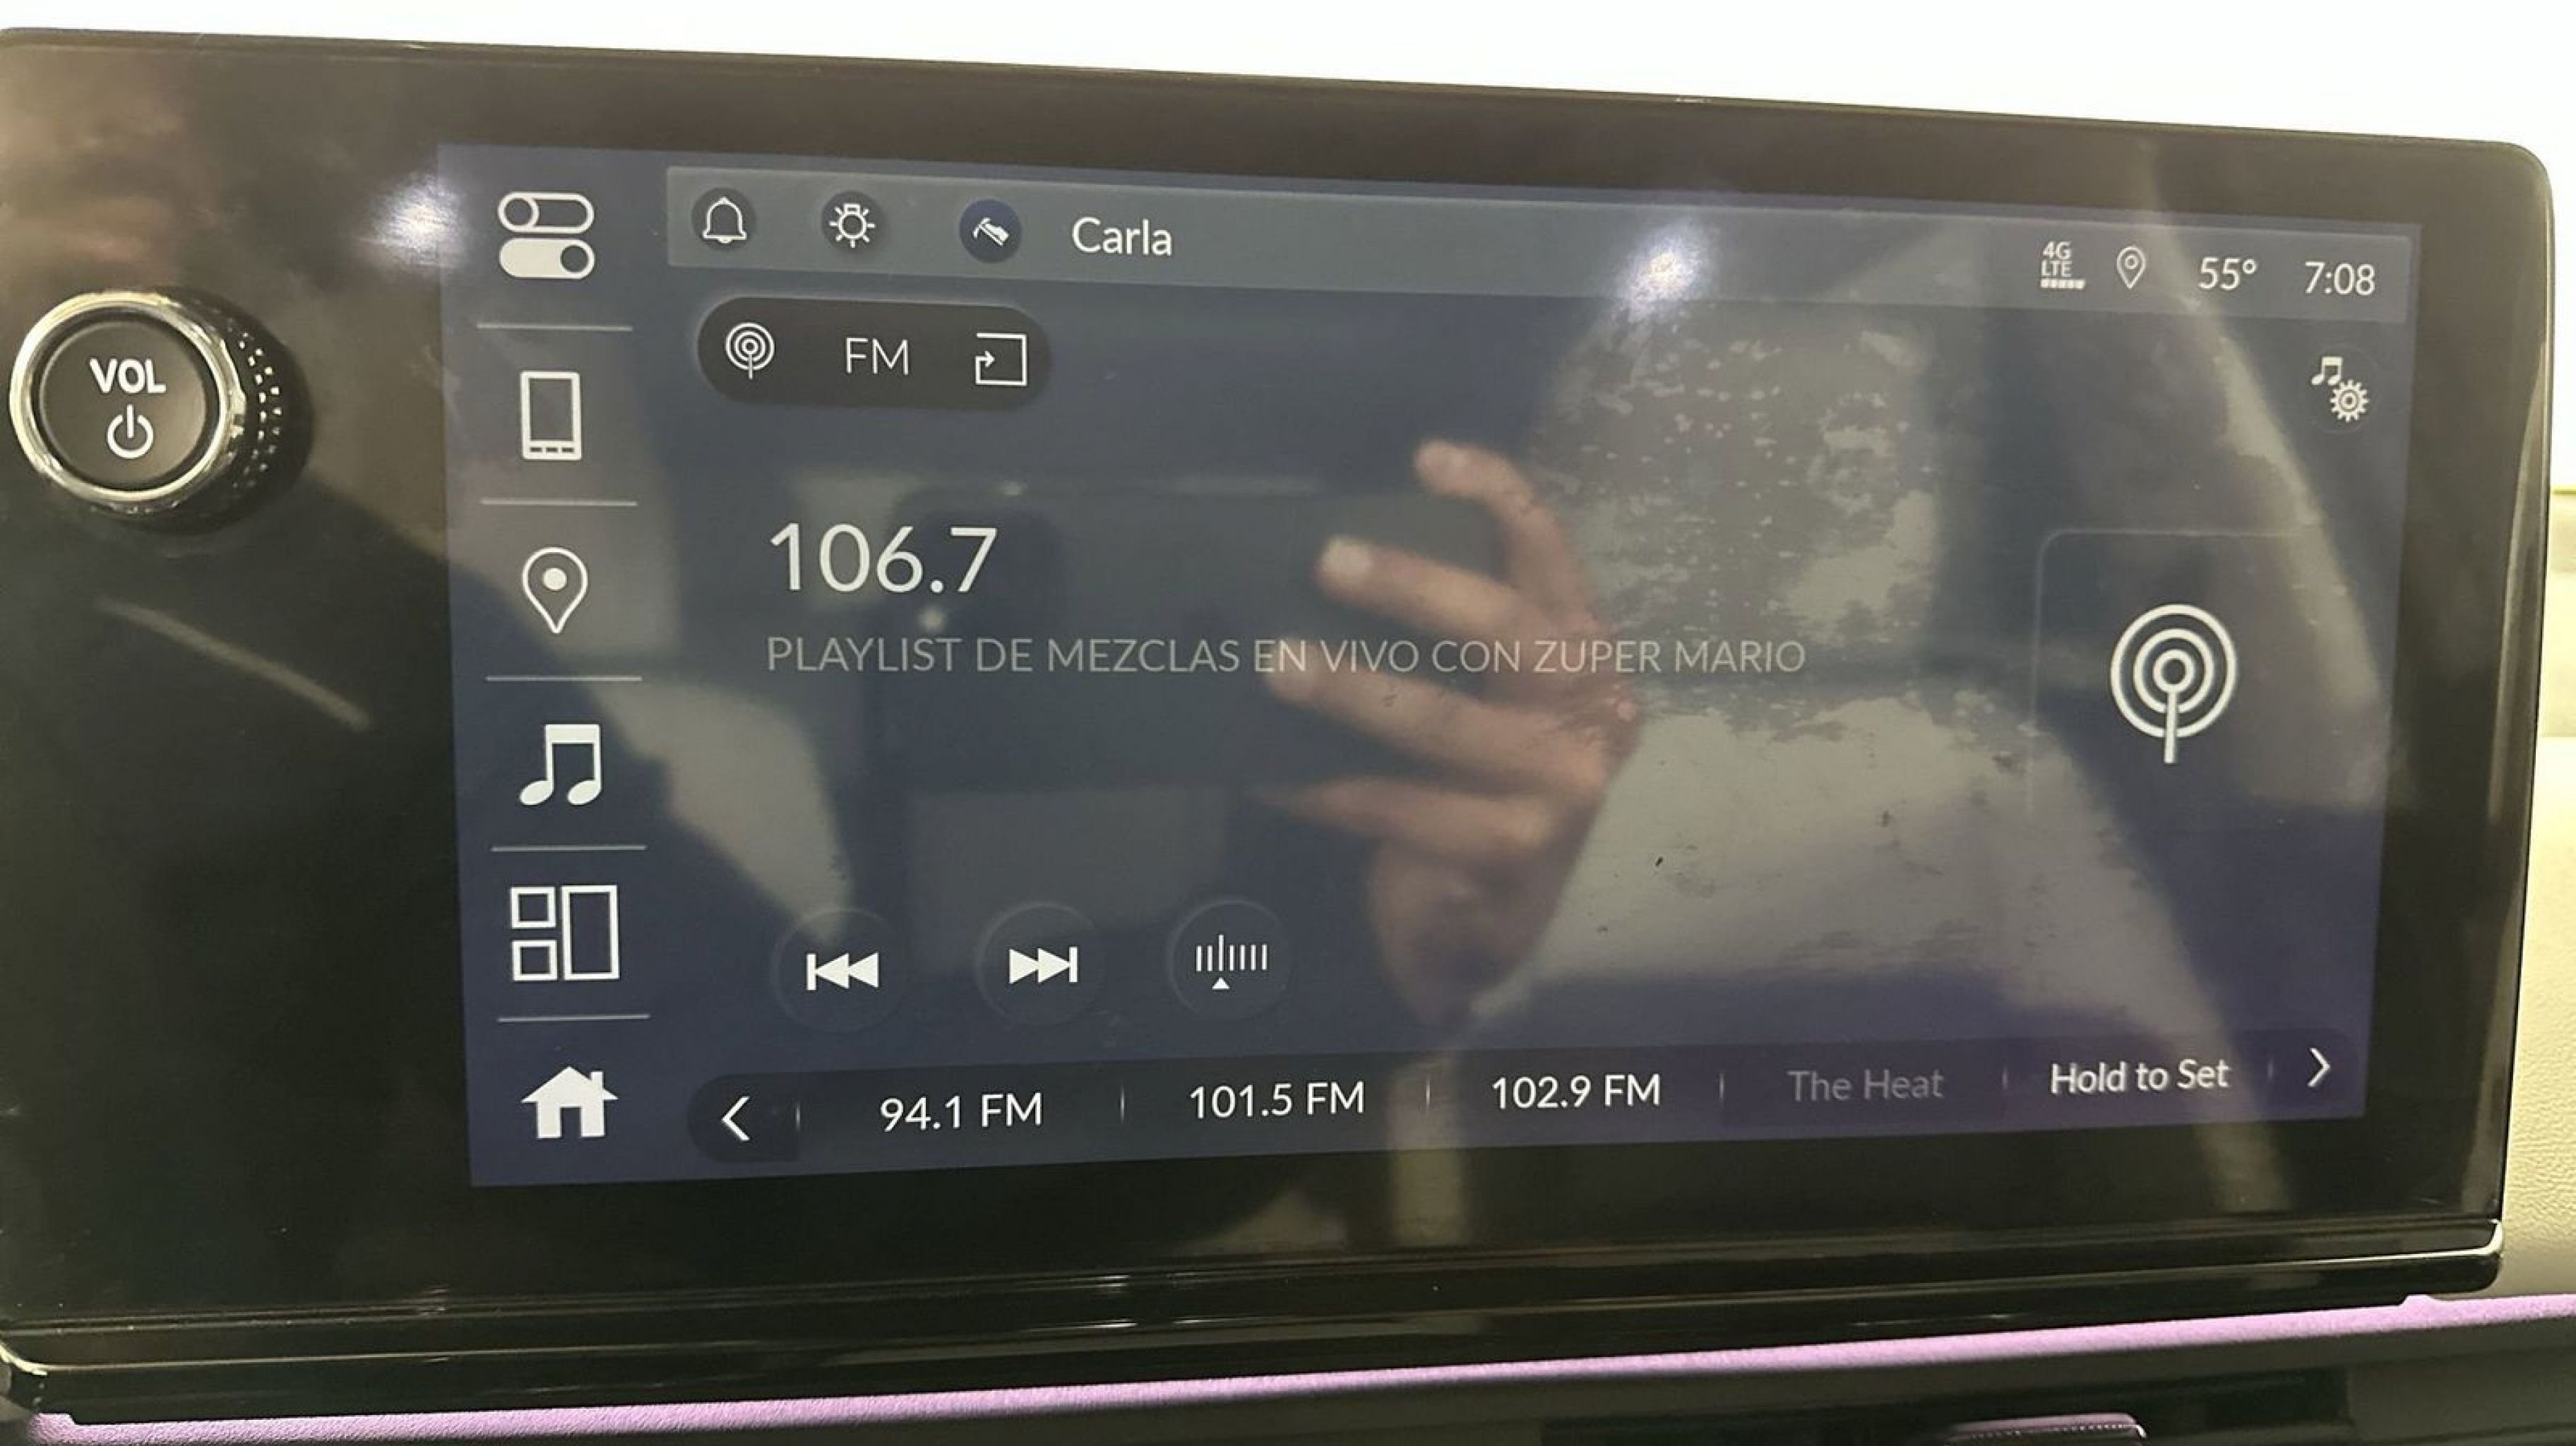 VOL
Carla
4G
LTE
55° 7:08
FM
106.7
PLAYLIST DE MEZCLAS EN VIVO CON ZUPER MARIO
94.1 FM 101.5 FM 102.9 FM The Heat Hold to Set